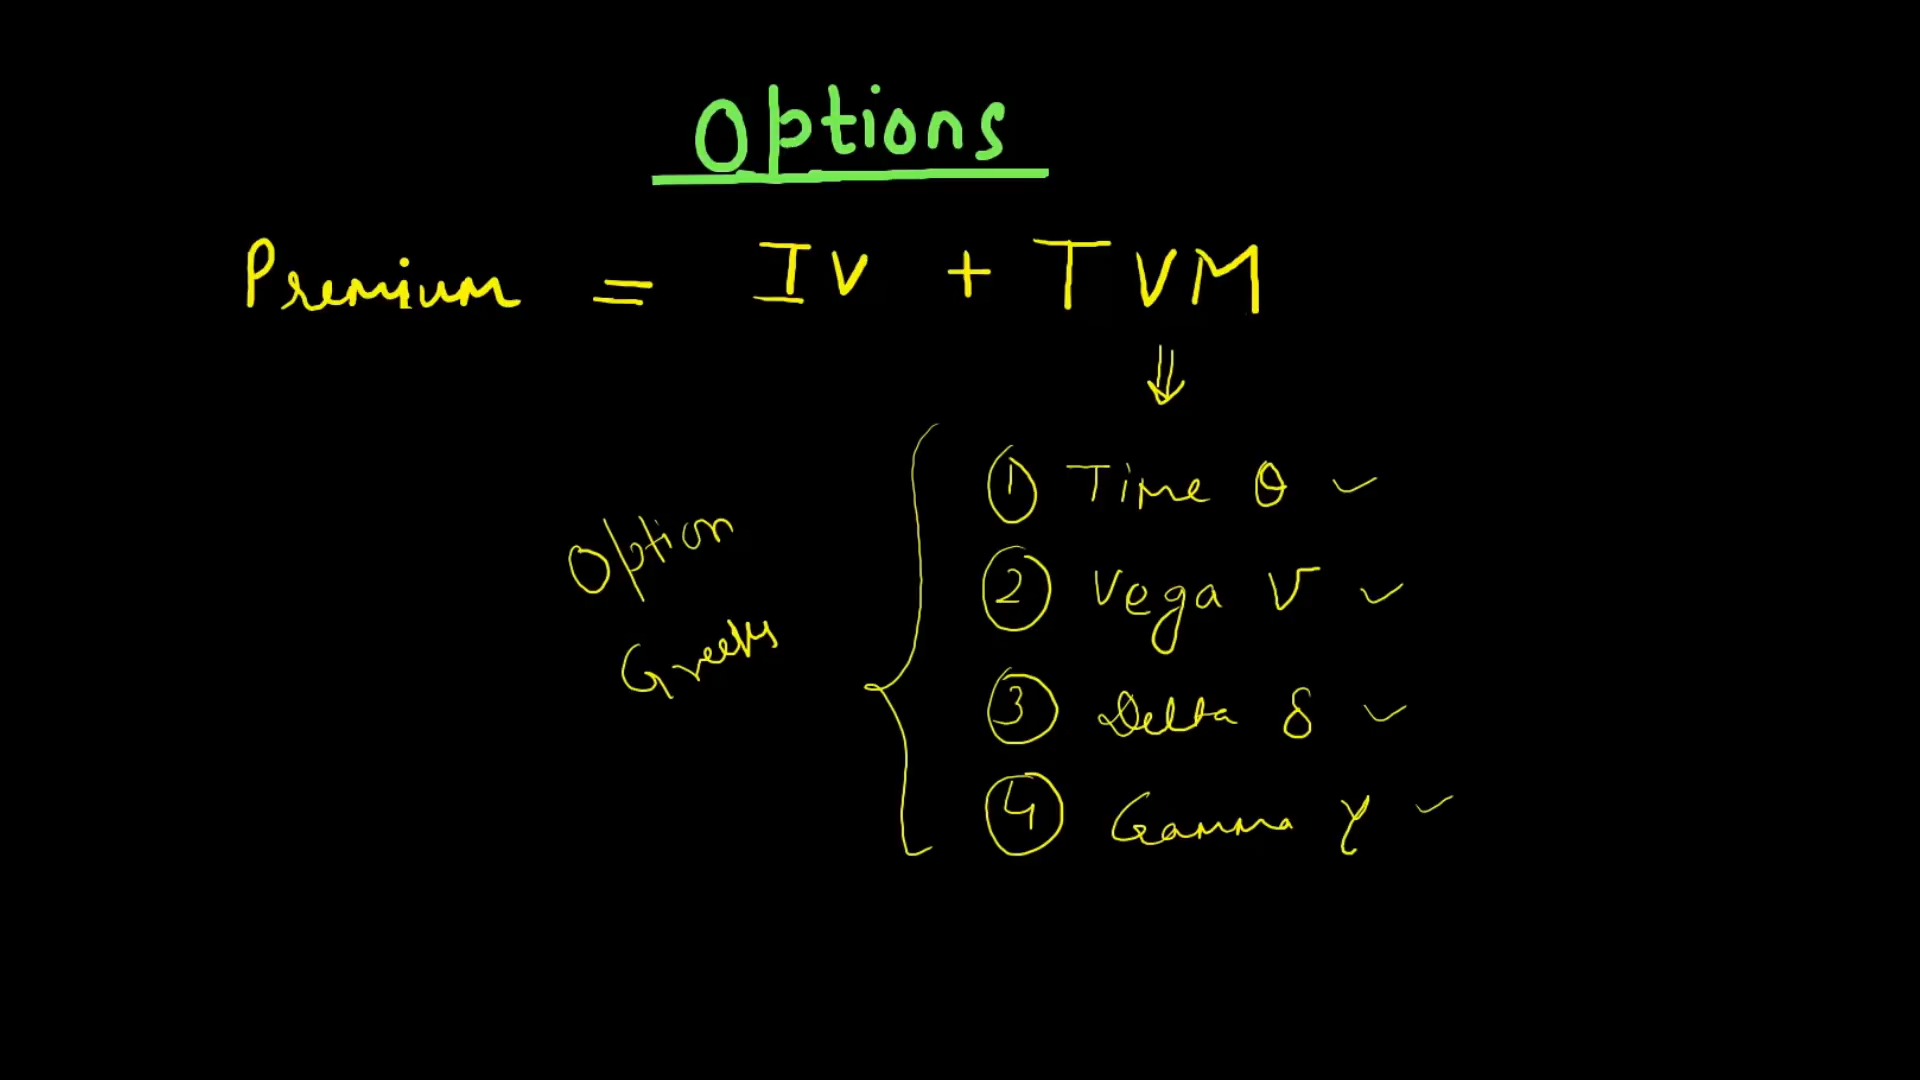 Options
Premium = IV + TVM
⇓
① Time θ ✓
② Vega V ✓
③ Delta δ ✓
④ Gamma γ ✓
Option
Greeks